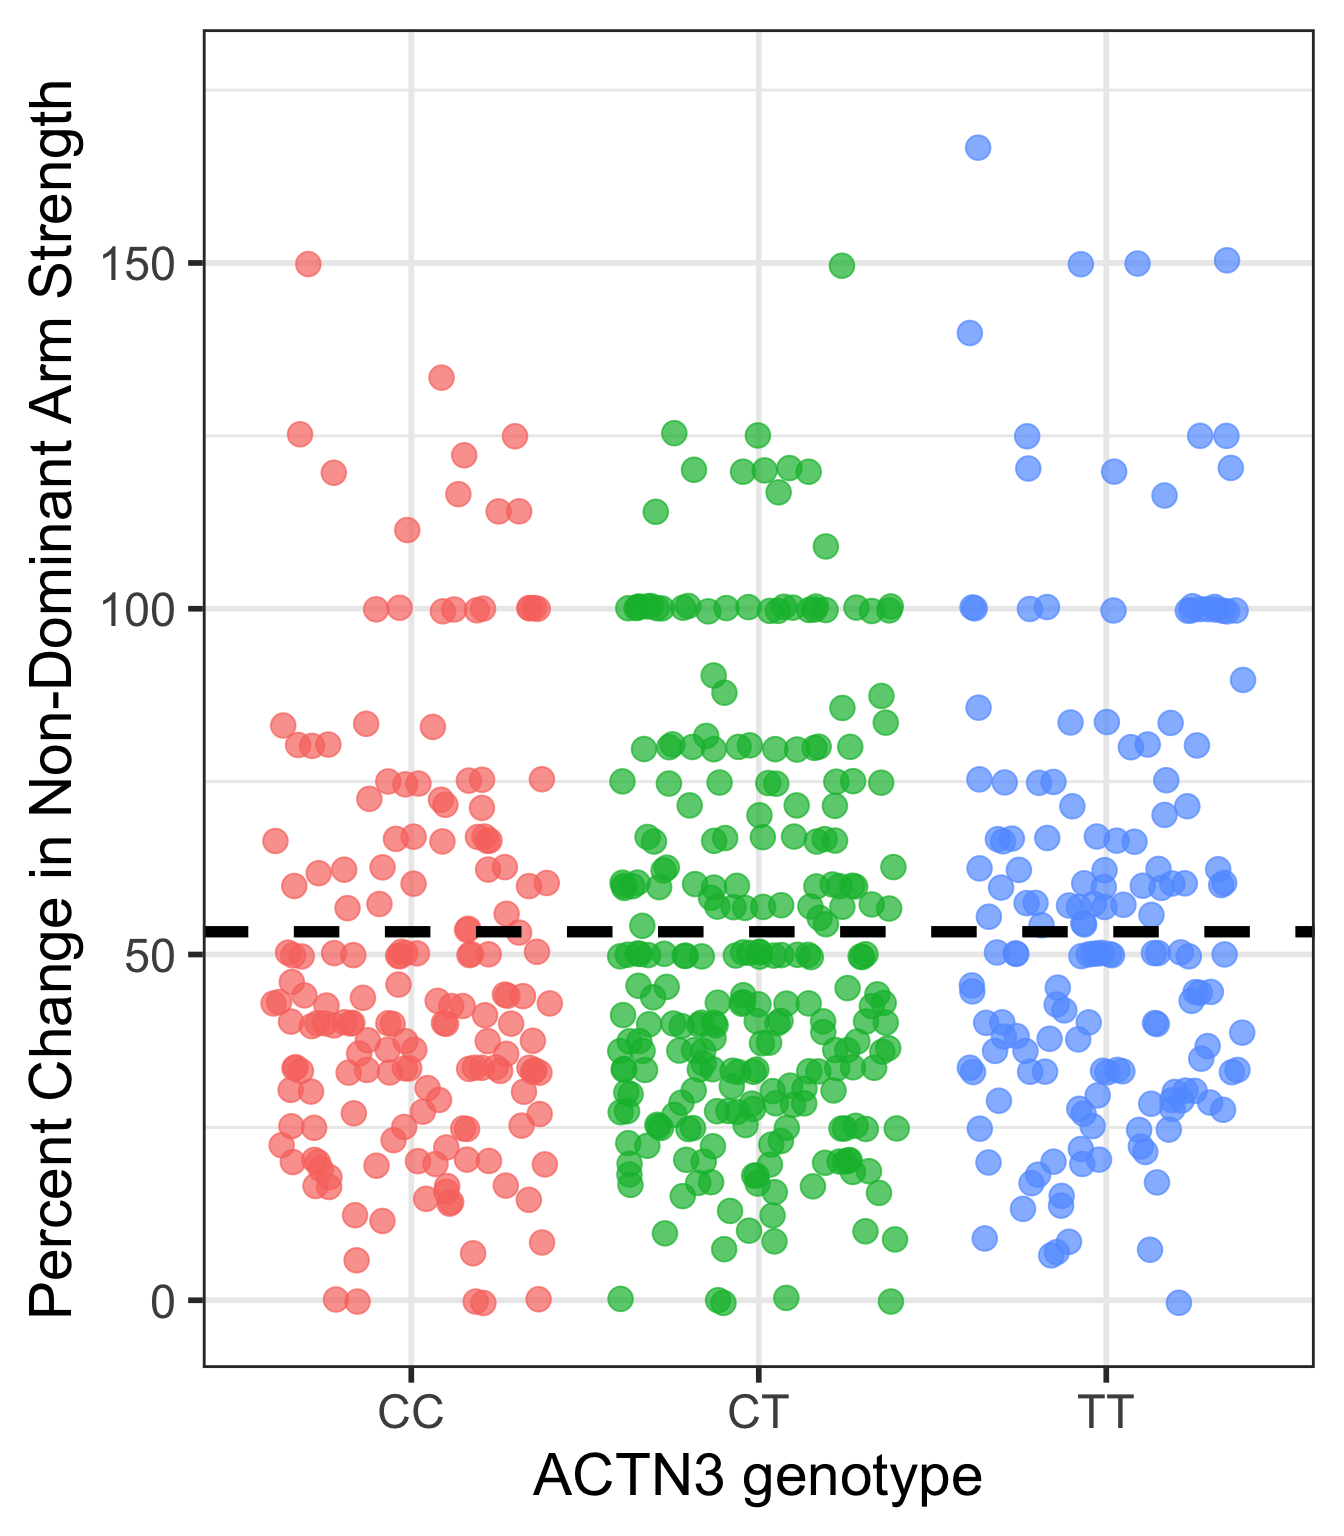 Percent Change in Non-Dominant Arm Strength
150
100
50
0
CC CT TT
ACTN3 genotype